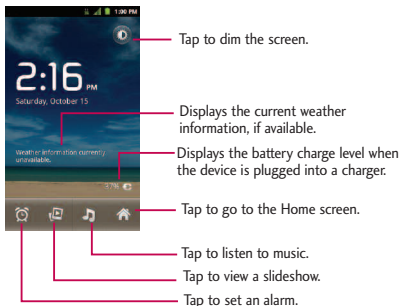 1:00 PM
Tap to dim the screen.
2:16 PM
Saturday, October 15
Displays the current weather
information, if available.
Weather information currently
unavailable.
Displays the battery charge level when
the device is plugged into a charger.
Tap to go to the Home screen.
Tap to listen to music.
Tap to view a slideshow.
Tap to set an alarm.